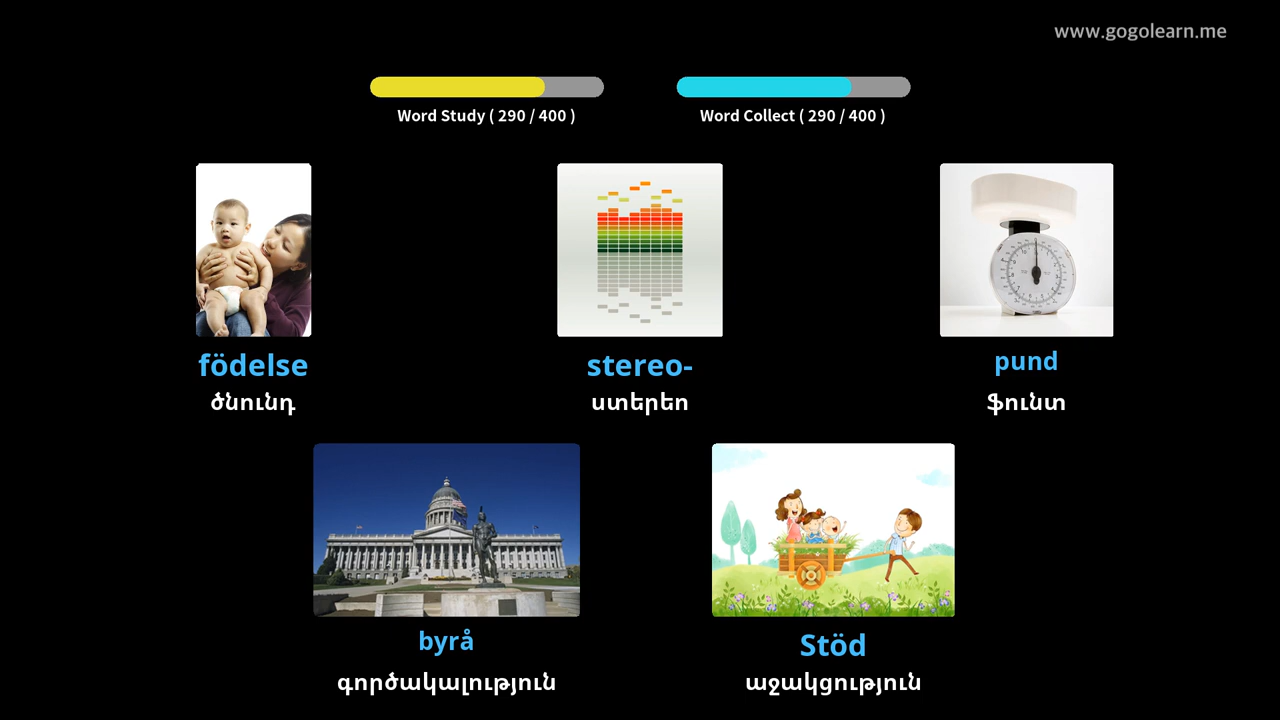 www.gogolearn.me
Word Study ( 290 / 400 )
Word Collect ( 290 / 400 )
födelse
ծնունդ
stereo-
ստերեո
pund
ֆունտ
byrå
գործակալություն
Stöd
աջակցություն